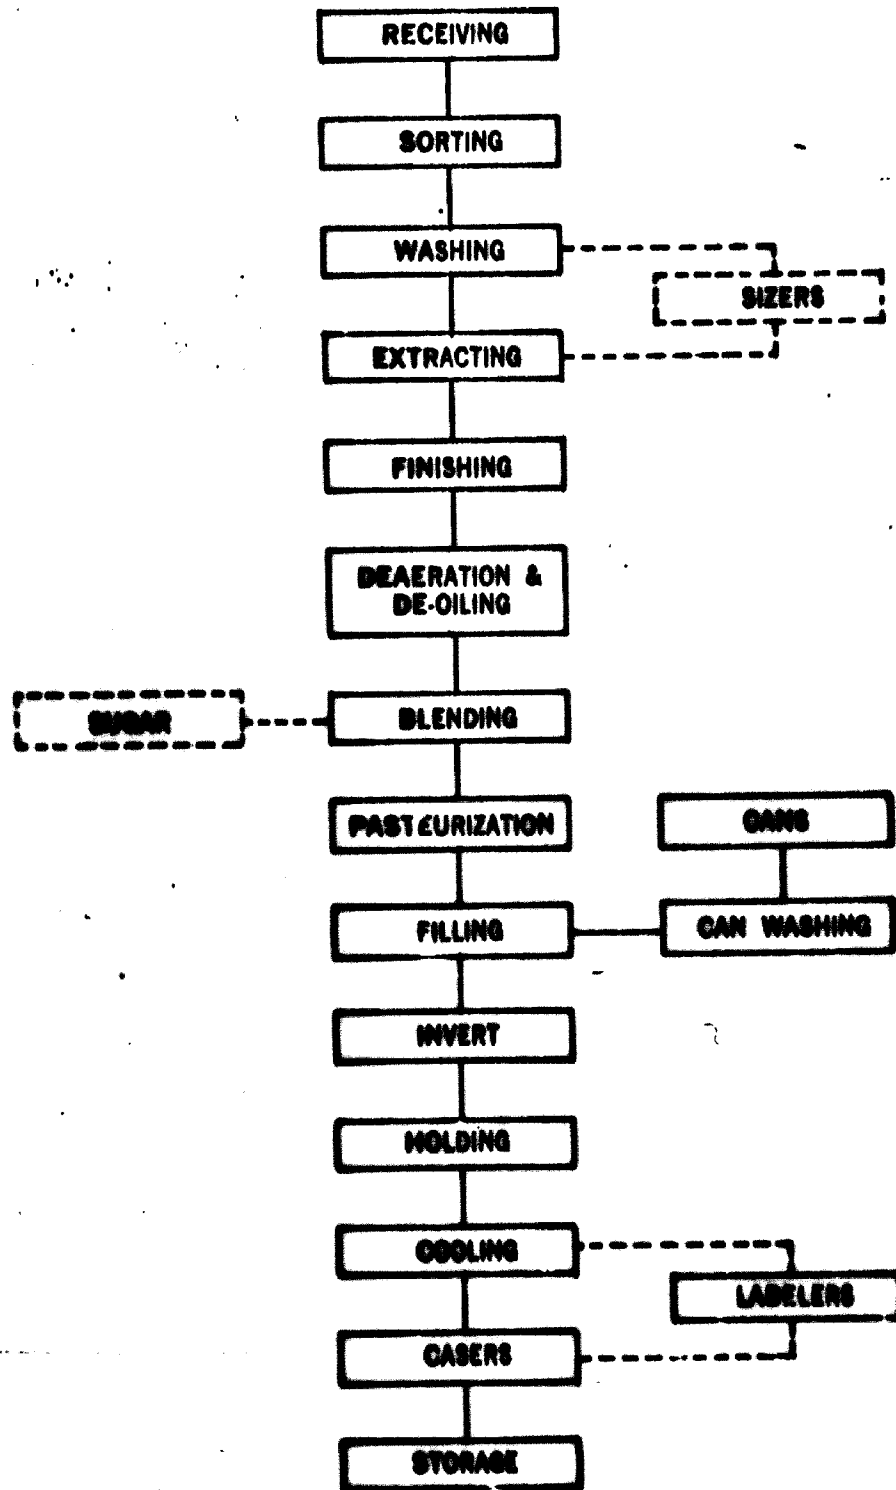 RECEIVING
SORTING
WASHING
SIZERS
EXTRACTING
FINISHING
DEAERATION &
DE-OILING
SUGAR
BLENDING
PASTEURIZATION
CANS
FILLING
CAN WASHING
INVERT
HOLDING
COOLING
LABELERS
CASERS
STORAGE